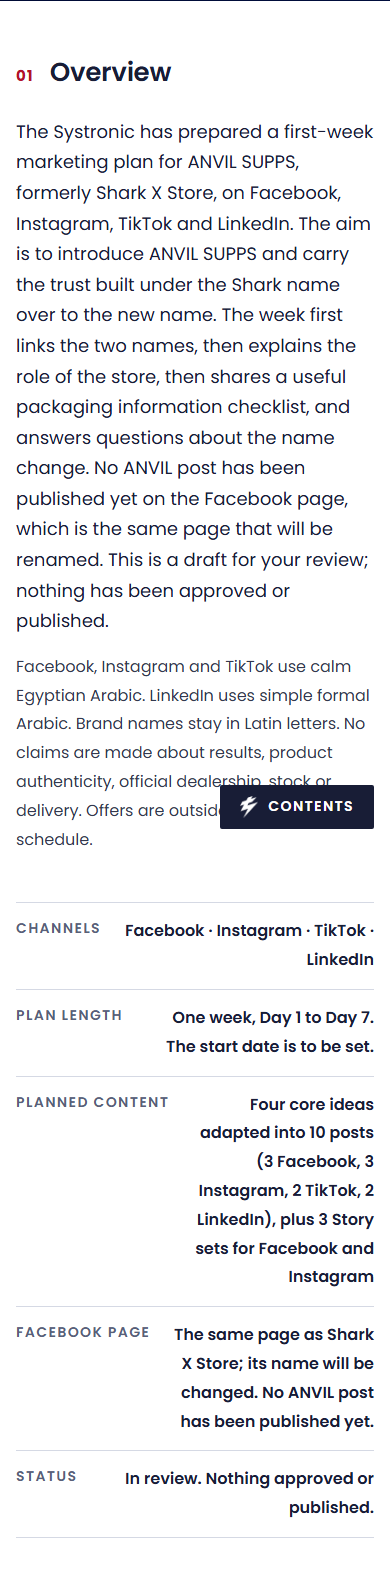 01 Overview
The Systronic has prepared a first-week
marketing plan for ANVIL SUPPS,
formerly Shark X Store, on Facebook,
Instagram, TikTok and LinkedIn. The aim
is to introduce ANVIL SUPPS and carry
the trust built under the Shark name
over to the new name. The week first
links the two names, then explains the
role of the store, then shares a useful
packaging information checklist, and
answers questions about the name
change. No ANVIL post has been
published yet on the Facebook page,
which is the same page that will be
renamed. This is a draft for your review;
nothing has been approved or
published.
Facebook, Instagram and TikTok use calm
Egyptian Arabic. LinkedIn uses simple formal
Arabic. Brand names stay in Latin letters. No
claims are made about results, product
authenticity, official dealership, stock or
delivery. Offers are outside
CONTENTS
schedule.
CHANNELS Facebook · Instagram · TikTok ·
LinkedIn
PLAN LENGTH One week, Day 1 to Day 7.
The start date is to be set.
PLANNED CONTENT Four core ideas
adapted into 10 posts
(3 Facebook, 3
Instagram, 2 TikTok, 2
LinkedIn), plus 3 Story
sets for Facebook and
Instagram
FACEBOOK PAGE The same page as Shark
X Store; its name will be
changed. No ANVIL post
has been published yet.
STATUS In review. Nothing approved or
published.